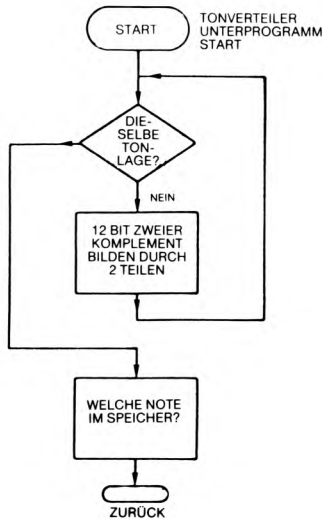 START
TONVERTEILER
UNTERPROGRAMM
START
DIE-
SELBE
TON-
LAGE?
NEIN
12 BIT ZWEIER
KOMPLEMENT
BILDEN DURCH
2 TEILEN
WELCHE NOTE
IM SPEICHER?
ZURÜCK